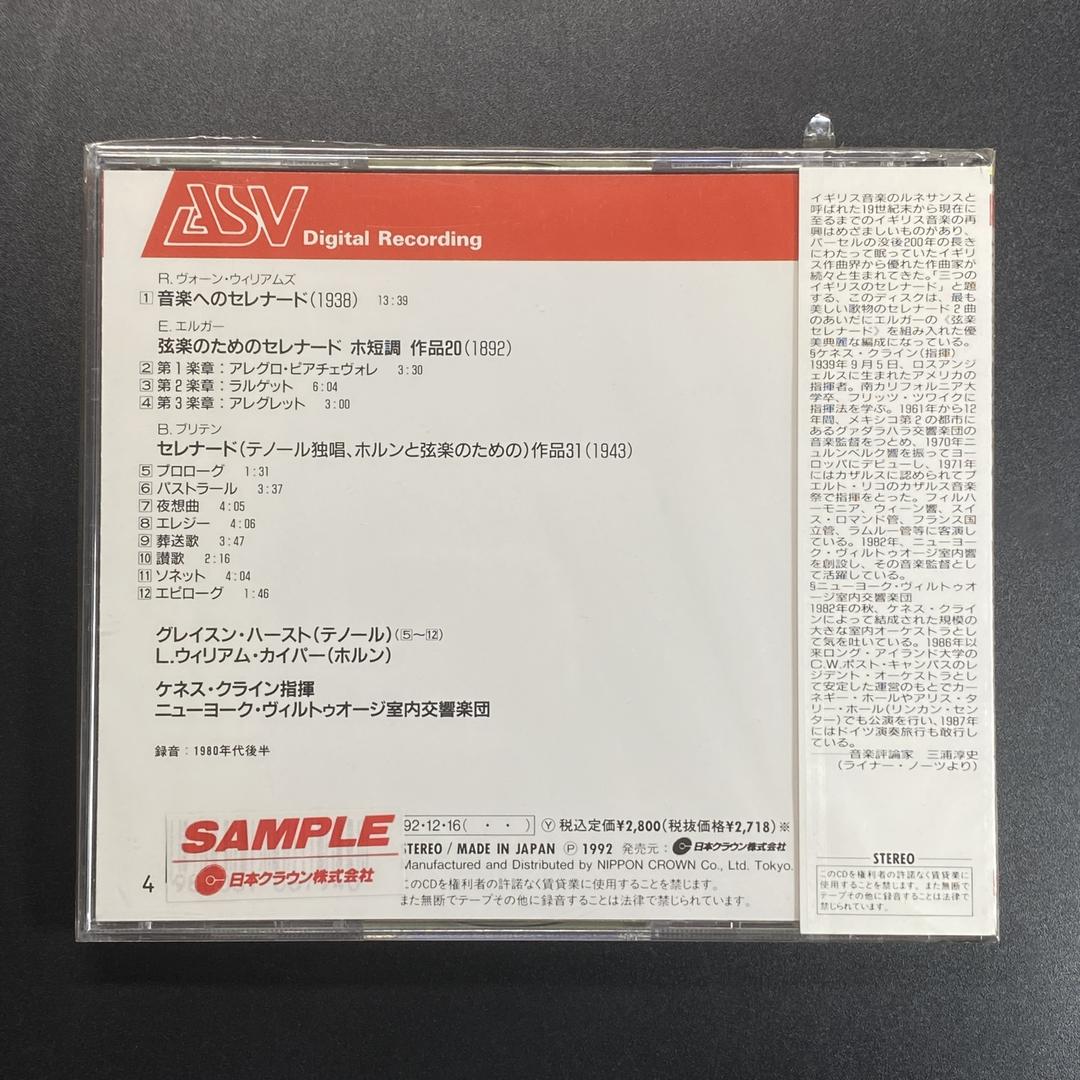 ASV Digital Recording
R. ヴォーン・ウィリアムズ
1 音楽へのセレナード(1938) 13:39
E. エルガー
弦楽のためのセレナード ホ短調 作品20(1892)
2 第1楽章:アレグロ・ピアチェヴォレ 3:30
3 第2楽章:ラルゲット 6:04
4 第3楽章:アレグレット 3:00
B. ブリテン
セレナード(テノール独唱、ホルンと弦楽のための)作品31(1943)
5 プロローグ 1:31
6 パストラール 3:37
7 夜想曲 4:05
8 エレジー 4:06
9 葬送歌 3:47
10 讃歌 2:16
11 ソネット 4:04
12 エピローグ 1:46
グレイスン・ハースト(テノール)(5~12)
L.ウィリアム・カイパー(ホルン)
ケネス・クライン指揮
ニューヨーク・ヴィルトゥオージ室内交響楽団
録音:1980年代後半
SAMPLE
日本クラウン株式会社
4
92・12・16( ・ ・ ) Ⓨ税込定価¥2,800(税抜価格¥2,718)※
STEREO / MADE IN JAPAN Ⓟ 1992 発売元: 日本クラウン株式会社
Manufactured and Distributed by NIPPON CROWN Co., Ltd. Tokyo.
このCDを権利者の許諾なく賃貸業に使用することを禁じます。
また無断でテープその他に録音することは法律で禁じられています。
イギリス音楽のルネサンスと
呼ばれた19世紀末から現在に
至るまでのイギリス音楽の再
興はめざましいものがあり、
パーセルの没後200年の長き
にわたって眠っていたイギリ
ス作曲界から優れた作曲家が
続々と生まれてきた。「三つの
イギリスのセレナード」と題
する、このディスクは、最も
美しい歌物のセレナード2曲
のあいだにエルガーの《弦楽
セレナード》を組み入れた優
美典麗な編成になっている。
§ケネス・クライン(指揮)
1939年9月5日、ロスアンジ
ェルスに生まれたアメリカの
指揮者。南カリフォルニア大
学卒、フリッツ・ツワイクに
指揮法を学ぶ。1961年から12
年間、メキシコ第2の都市に
あるグァダラハラ交響楽団の
音楽監督をつとめ、1970年ニ
ュルンベルク響を振ってヨー
ロッパにデビューし、1971年
にはカザルスに認められてプ
エルト・リコのカザルス音楽
祭で指揮をとった。フィルハ
ーモニア、ウィーン響、スイ
ス・ロマンド管、フランス国
立管、ラムルー管等に客演し
ている。1982年、ニューヨー
ク・ヴィルトゥオージ室内響
を創設し、その音楽監督とし
て活躍している。
§ニューヨーク・ヴィルトゥオ
ージ室内交響楽団
1982年の秋、ケネス・クライ
ンによって結成された規模の
大きな室内オーケストラとし
て気を吐いている。1986年以
来ロング・アイランド大学の
C.W.ポスト・キャンパスのレ
ジデント・オーケストラとし
て安定した運営のもとでカー
ネギー・ホールやアリス・タ
リー・ホール(リンカン・セン
ター)でも公演を行い、1987年
にはドイツ演奏旅行も敢行し
ている。
音楽評論家 三浦淳史
(ライナー・ノーツより)
STEREO
このCDを権利者の許諾なく賃貸業に
使用することを禁じます。また無断で
テープその他に録音することは法律で
禁じられています。